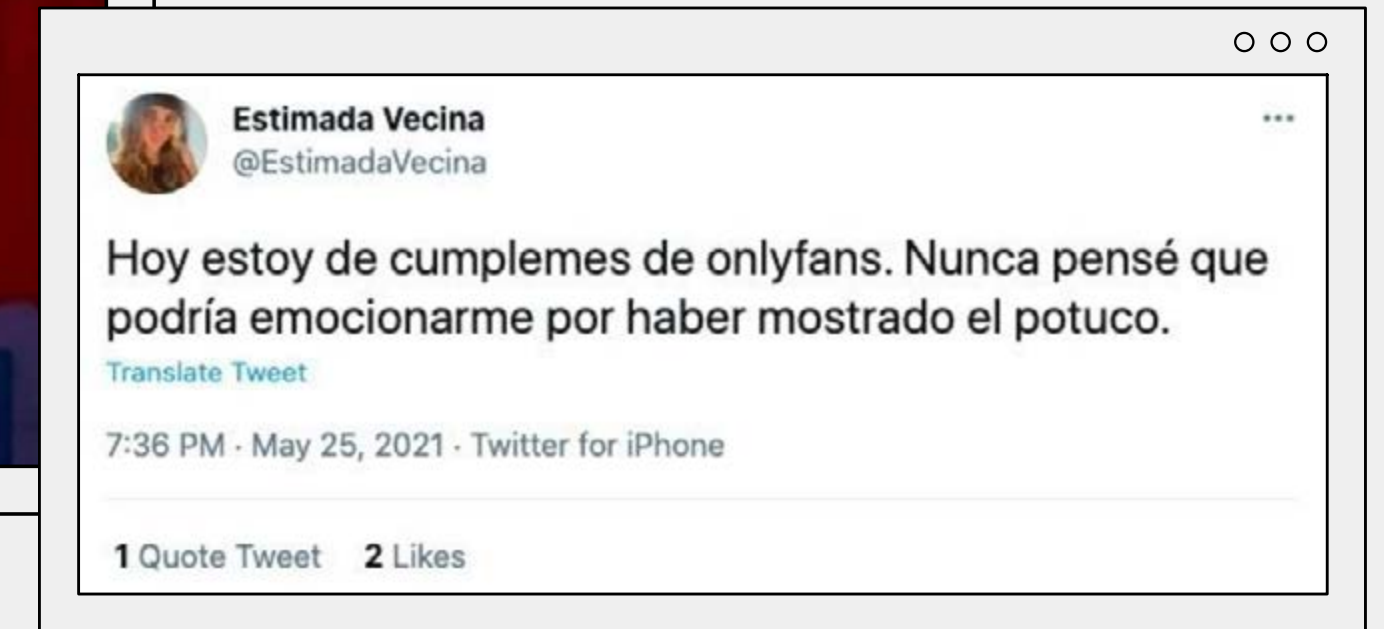 Estimada Vecina
@EstimadaVecina
Hoy estoy de cumplemes de onlyfans. Nunca pensé que
podría emocionarme por haber mostrado el potuco.
Translate Tweet
7:36 PM · May 25, 2021 · Twitter for iPhone
1 Quote Tweet 2 Likes